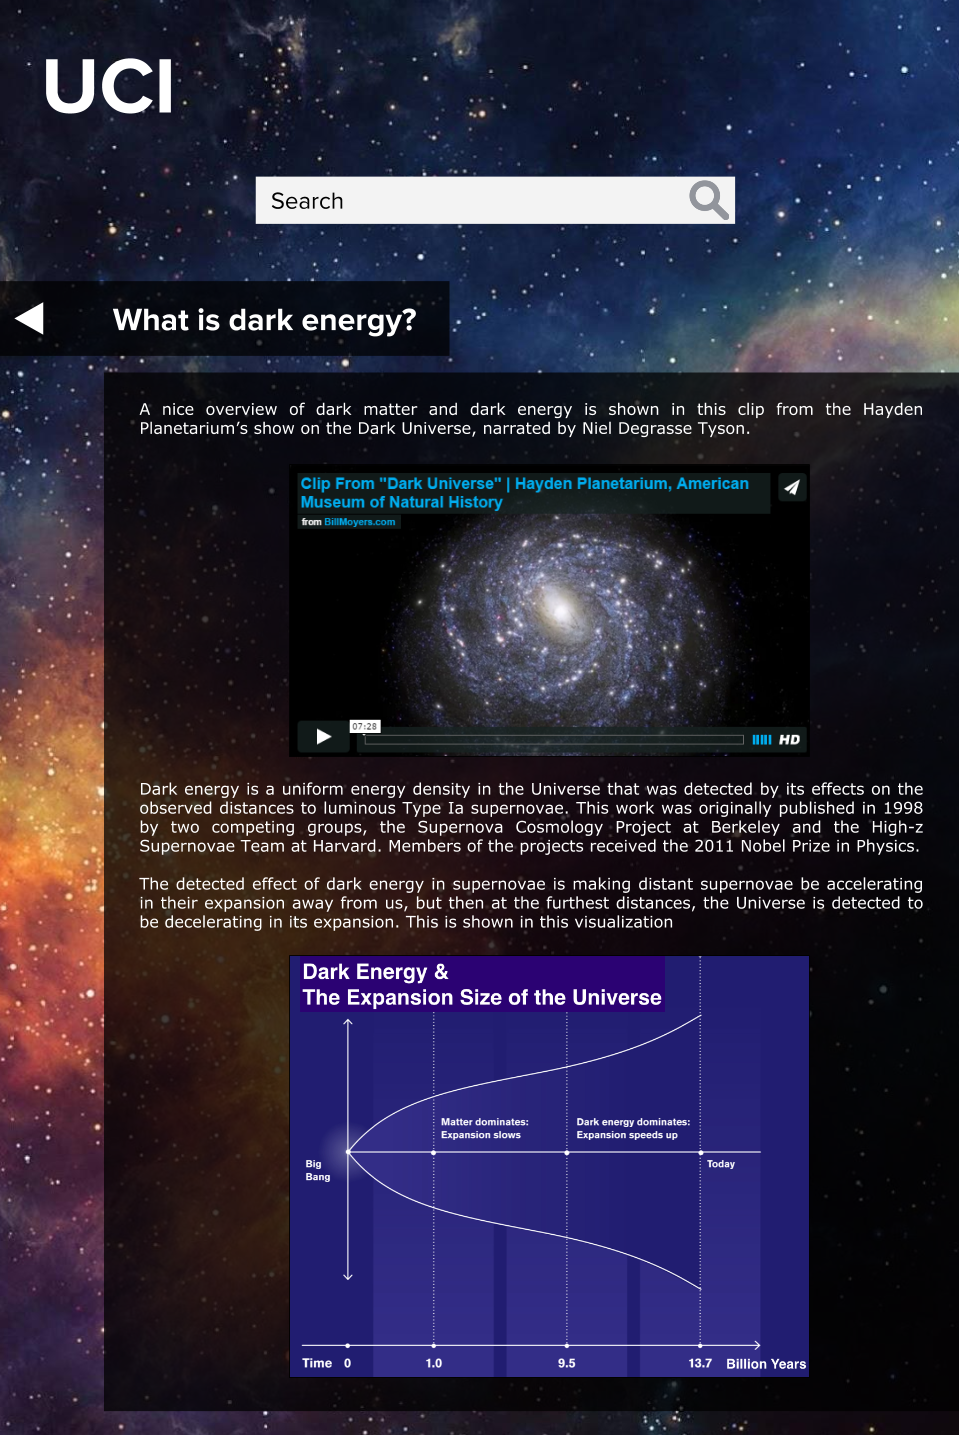 UCI
Search
What is dark energy?
A nice overview of dark matter and dark energy is shown in this clip from the Hayden
Planetarium's show on the Dark Universe, narrated by Niel Degrasse Tyson.
Clip From "Dark Universe" | Hayden Planetarium, American
Museum of Natural History
from BillMoyers.com
07:28
HD
Dark energy is a uniform energy density in the Universe that was detected by its effects on the
observed distances to luminous Type Ia supernovae. This work was originally published in 1998
by two competing groups, the Supernova Cosmology Project at Berkeley and the High-z
Supernovae Team at Harvard. Members of the projects received the 2011 Nobel Prize in Physics.
The detected effect of dark energy in supernovae is making distant supernovae be accelerating
in their expansion away from us, but then at the furthest distances, the Universe is detected to
be decelerating in its expansion. This is shown in this visualization
Dark Energy &
The Expansion Size of the Universe
Matter dominates:
Expansion slows
Dark energy dominates:
Expansion speeds up
Big
Bang
Today
Time 0 1.0 9.5 13.7 Billion Years